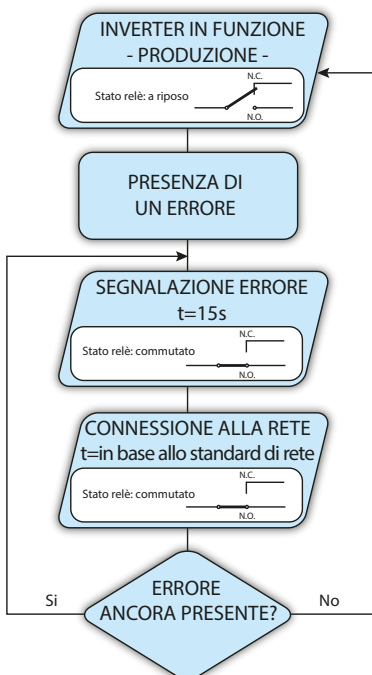 INVERTER IN FUNZIONE
- PRODUZIONE -
Stato relè: a riposo
N.C.
N.O.
PRESENZA DI
UN ERRORE
SEGNALAZIONE ERRORE
t=15s
Stato relè: commutato
N.C.
N.O.
CONNESSIONE ALLA RETE
t=in base allo standard di rete
Stato relè: commutato
N.C.
N.O.
ERRORE
ANCORA PRESENTE?
Si
No